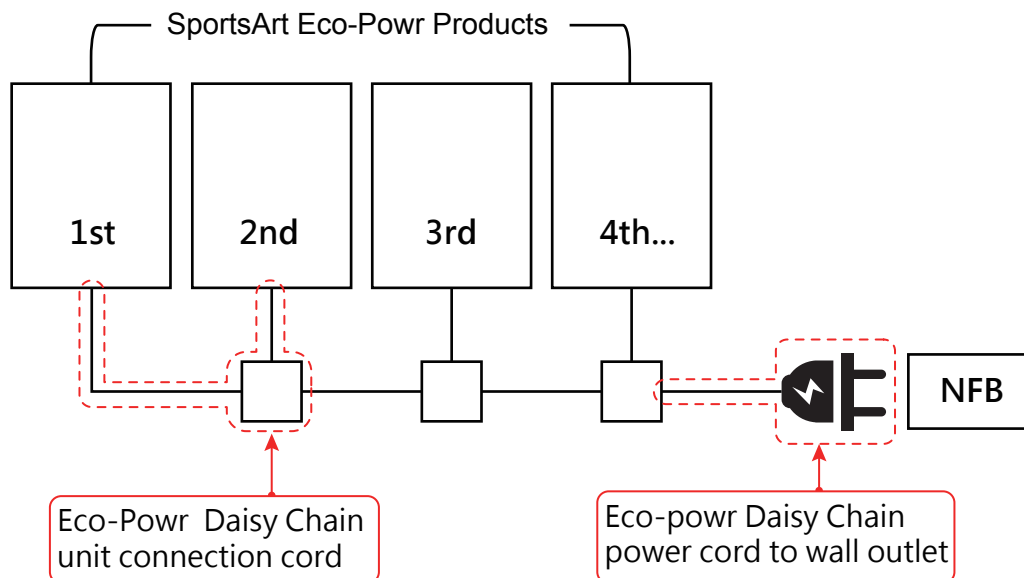 SportsArt Eco-Powr Products
1st
2nd
3rd
4th...
NFB
Eco-Powr Daisy Chain
unit connection cord
Eco-powr Daisy Chain
power cord to wall outlet